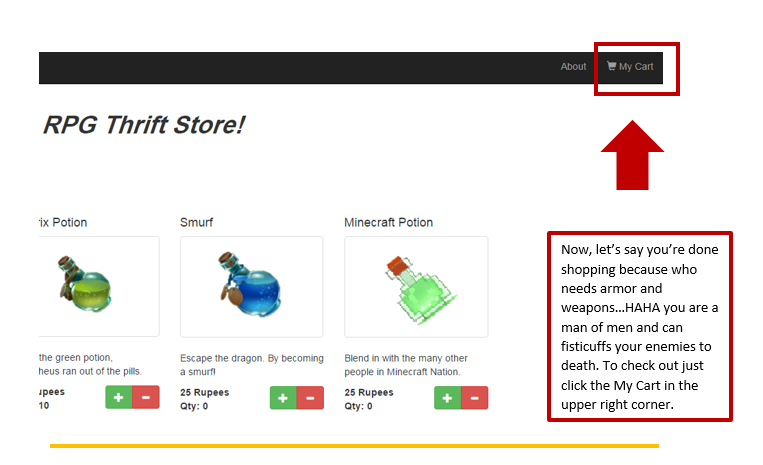 About My Cart
RPG Thrift Store!
ix Potion
Smurf
Minecraft Potion
the green potion,
heus ran out of the pills.
upees
10
Escape the dragon. By becoming
a smurf!
25 Rupees
Qty: 0
Blend in with the many other
people in Minecraft Nation.
25 Rupees
Qty: 0
Now, let’s say you’re done
shopping because who
needs armor and
weapons…HAHA you are a
man of men and can
fisticuffs your enemies to
death. To check out just
click the My Cart in the
upper right corner.